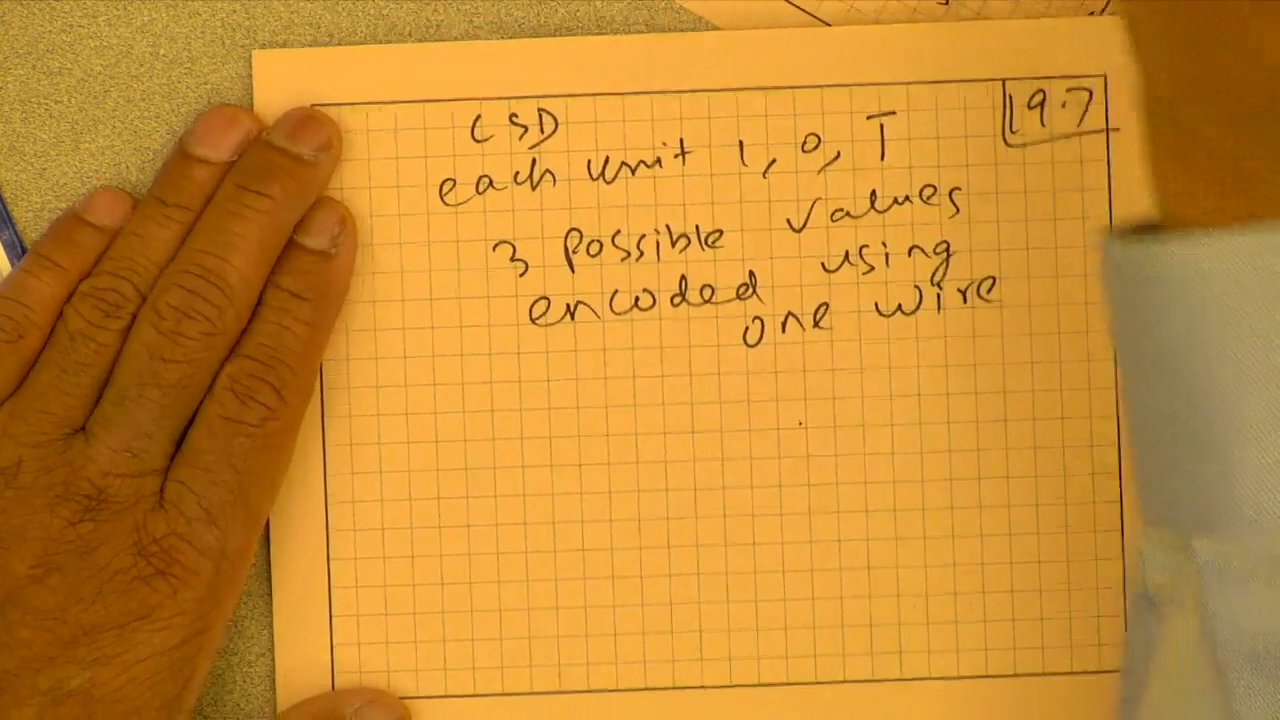 CSD
19.7
each unit 1, 0, T
3 possible values
encoded using
one wire